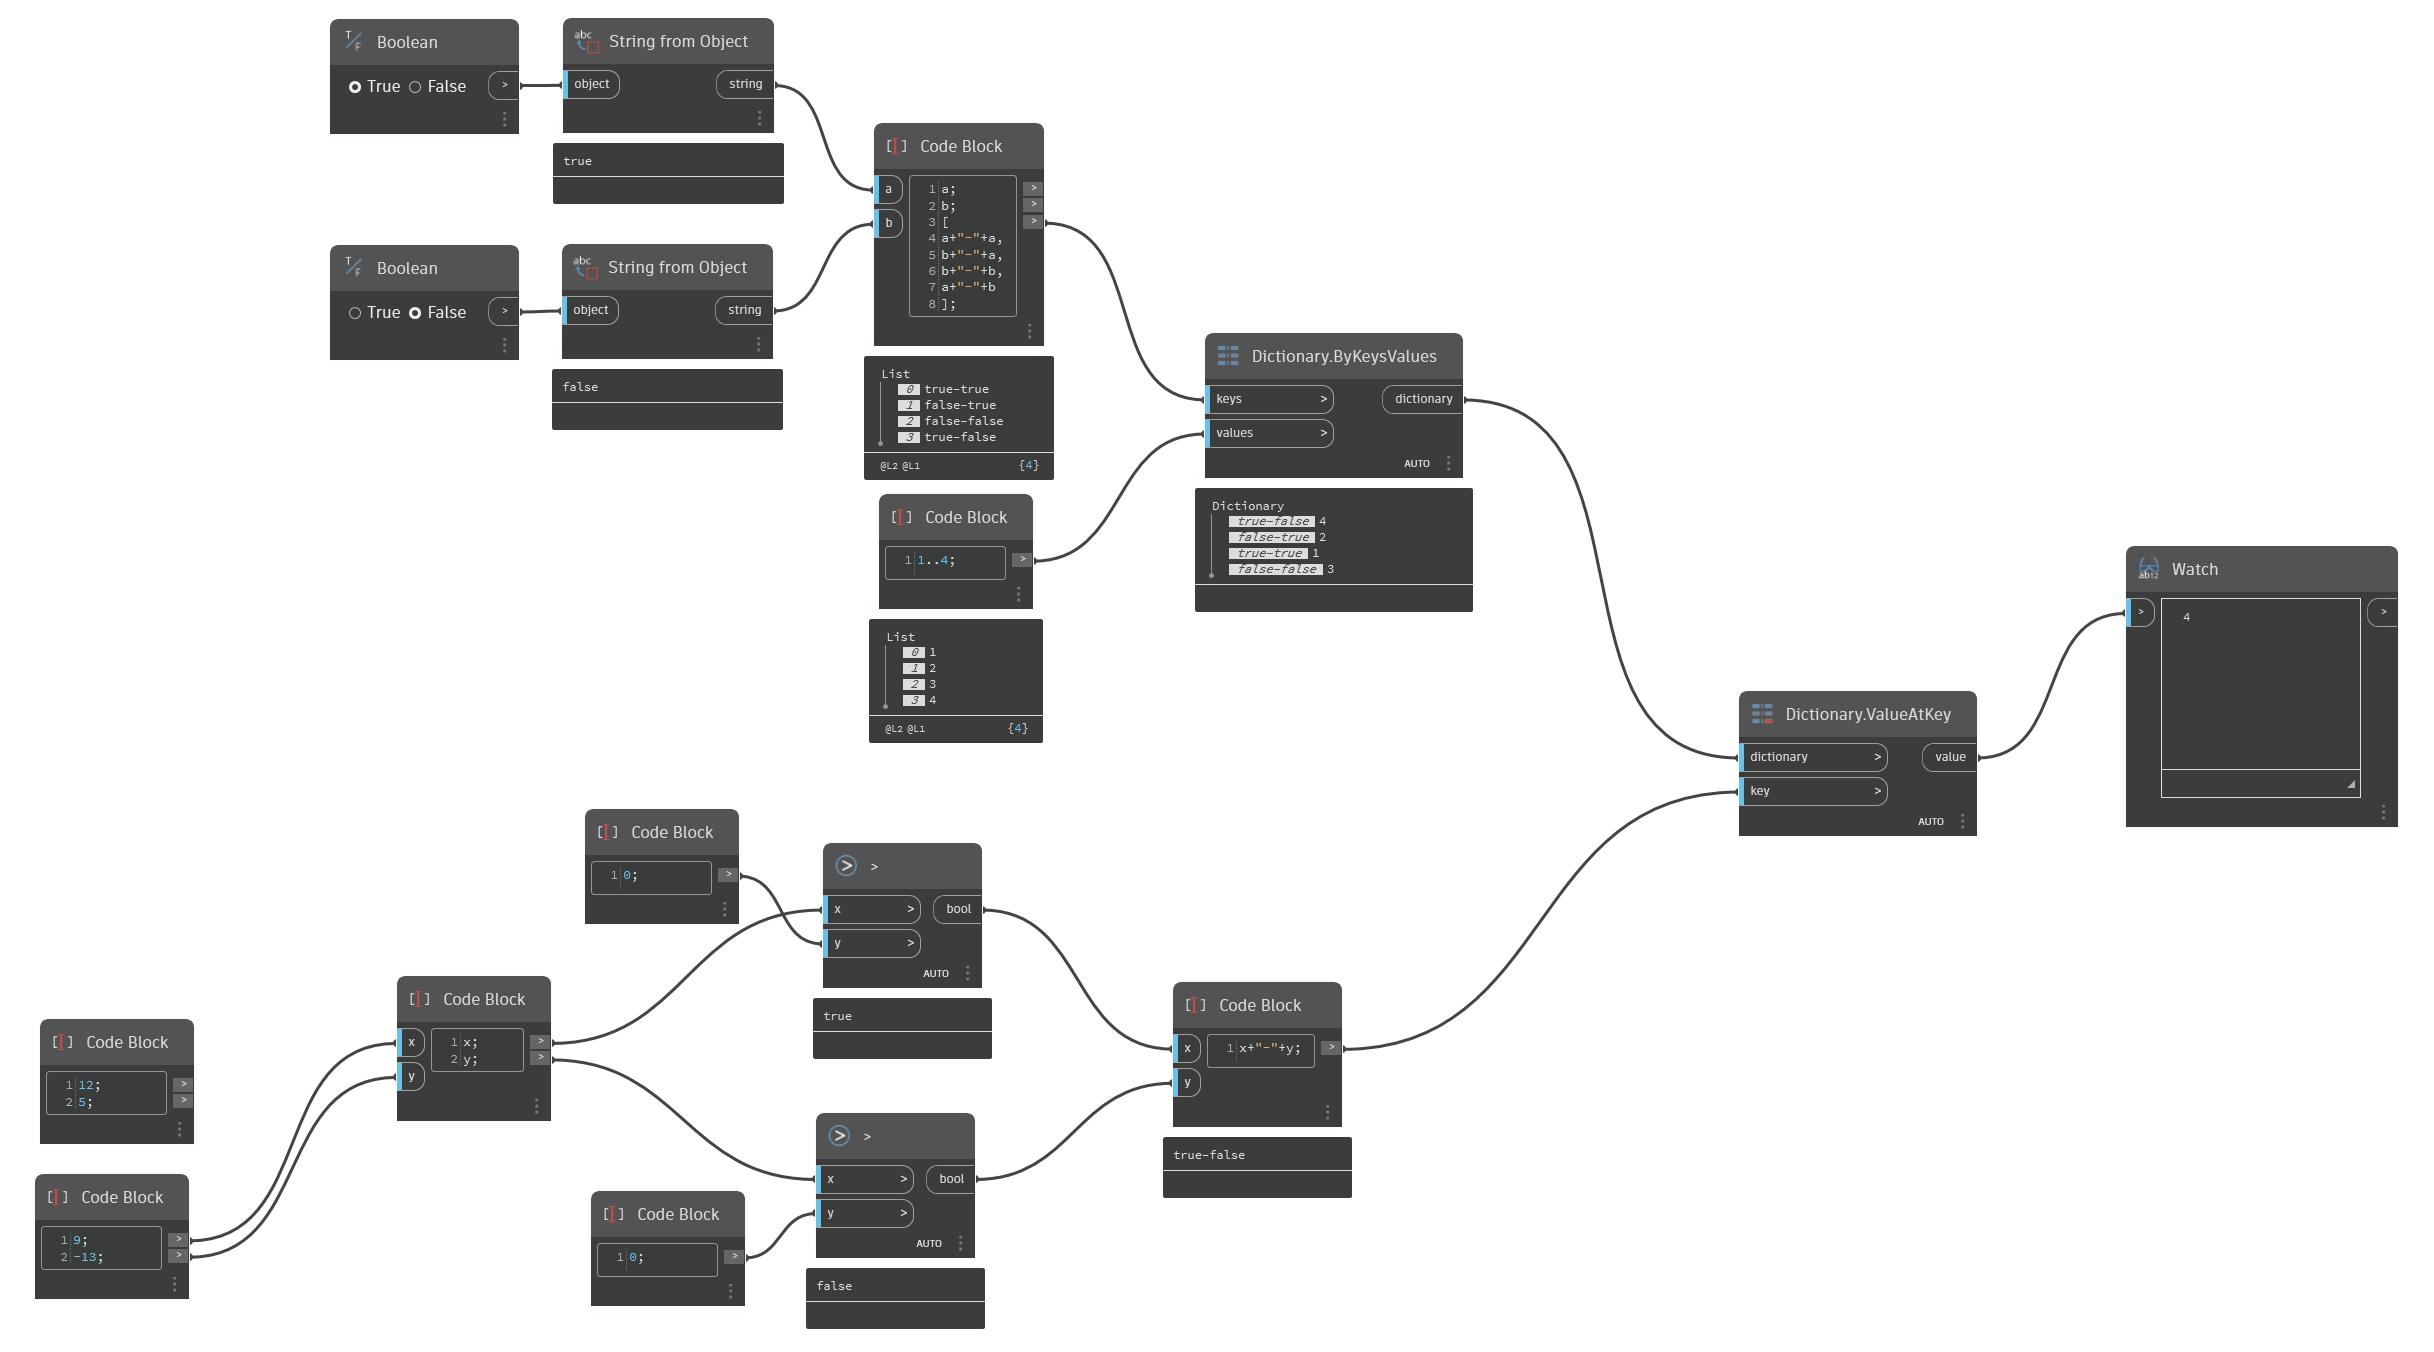 Boolean
True False >
String from Object
object string
true
Boolean
True False >
String from Object
object string
false
Code Block
a
b
1 a;
2 b;
3 [
4 a+"-"+a,
5 b+"-"+a,
6 b+"-"+b,
7 a+"-"+b
8 ];
>
>
>
List
0 true-true
1 false-true
2 false-false
3 true-false
@L2 @L1 {4}
Code Block
1 1..4; >
List
0 1
1 2
2 3
3 4
@L2 @L1 {4}
Dictionary.ByKeysValues
keys > dictionary
values >
AUTO
Dictionary
true-false 4
false-true 2
true-true 1
false-false 3
Code Block
1 12; >
2 5; >
Code Block
1 9; >
2 -13; >
Code Block
x 1 x; >
y 2 y; >
Code Block
1 0; >
> >
x > bool
y >
AUTO
true
Code Block
1 0; >
> >
x > bool
y >
AUTO
false
Code Block
x 1 x+"-"+y; >
y
true-false
Dictionary.ValueAtKey
dictionary > value
key >
AUTO
ab12 Watch
> 4 >